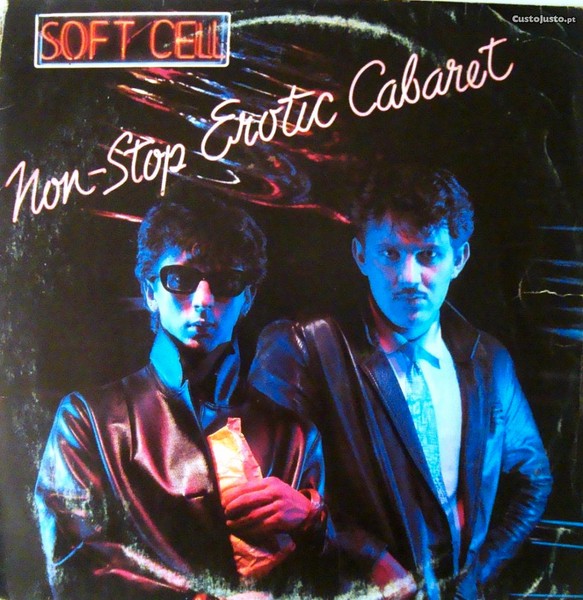 CustoJusto.pt
SOFT CELL
Non-Stop Erotic Cabaret